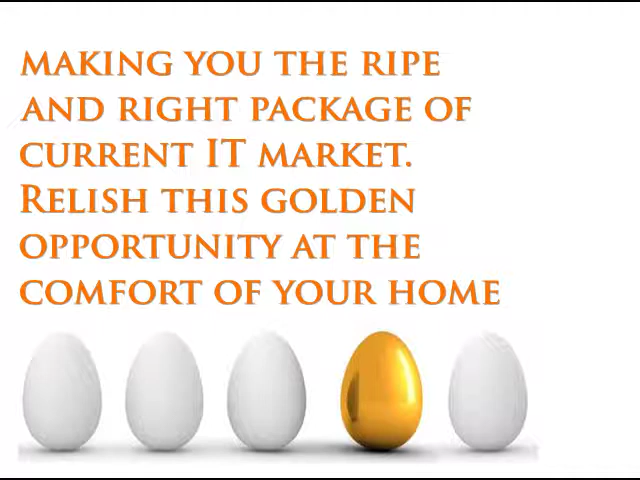 MAKING YOU THE RIPE
AND RIGHT PACKAGE OF
CURRENT IT MARKET.
RELISH THIS GOLDEN
OPPORTUNITY AT THE
COMFORT OF YOUR HOME